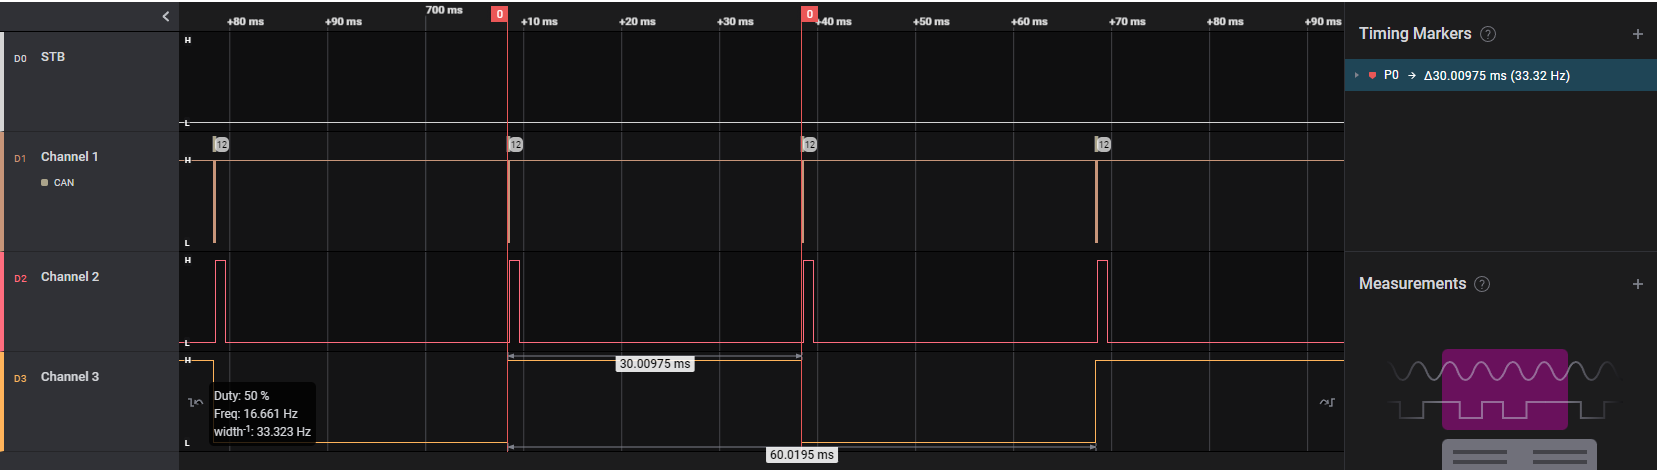 700 ms
0
0
+80 ms
+90 ms
+10 ms
+20 ms
+30 ms
+40 ms
+50 ms
+60 ms
+70 ms
+80 ms
+90 ms
Timing Markers ?
P0 → Δ30.00975 ms (33.32 Hz)
D0 STB
H
L
D1 Channel 1
CAN
H
L
12
12
12
12
D2 Channel 2
H
L
D3 Channel 3
H
L
30.00975 ms
Duty: 50 %
Freq: 16.661 Hz
width-1: 33.323 Hz
60.0195 ms
Measurements ?